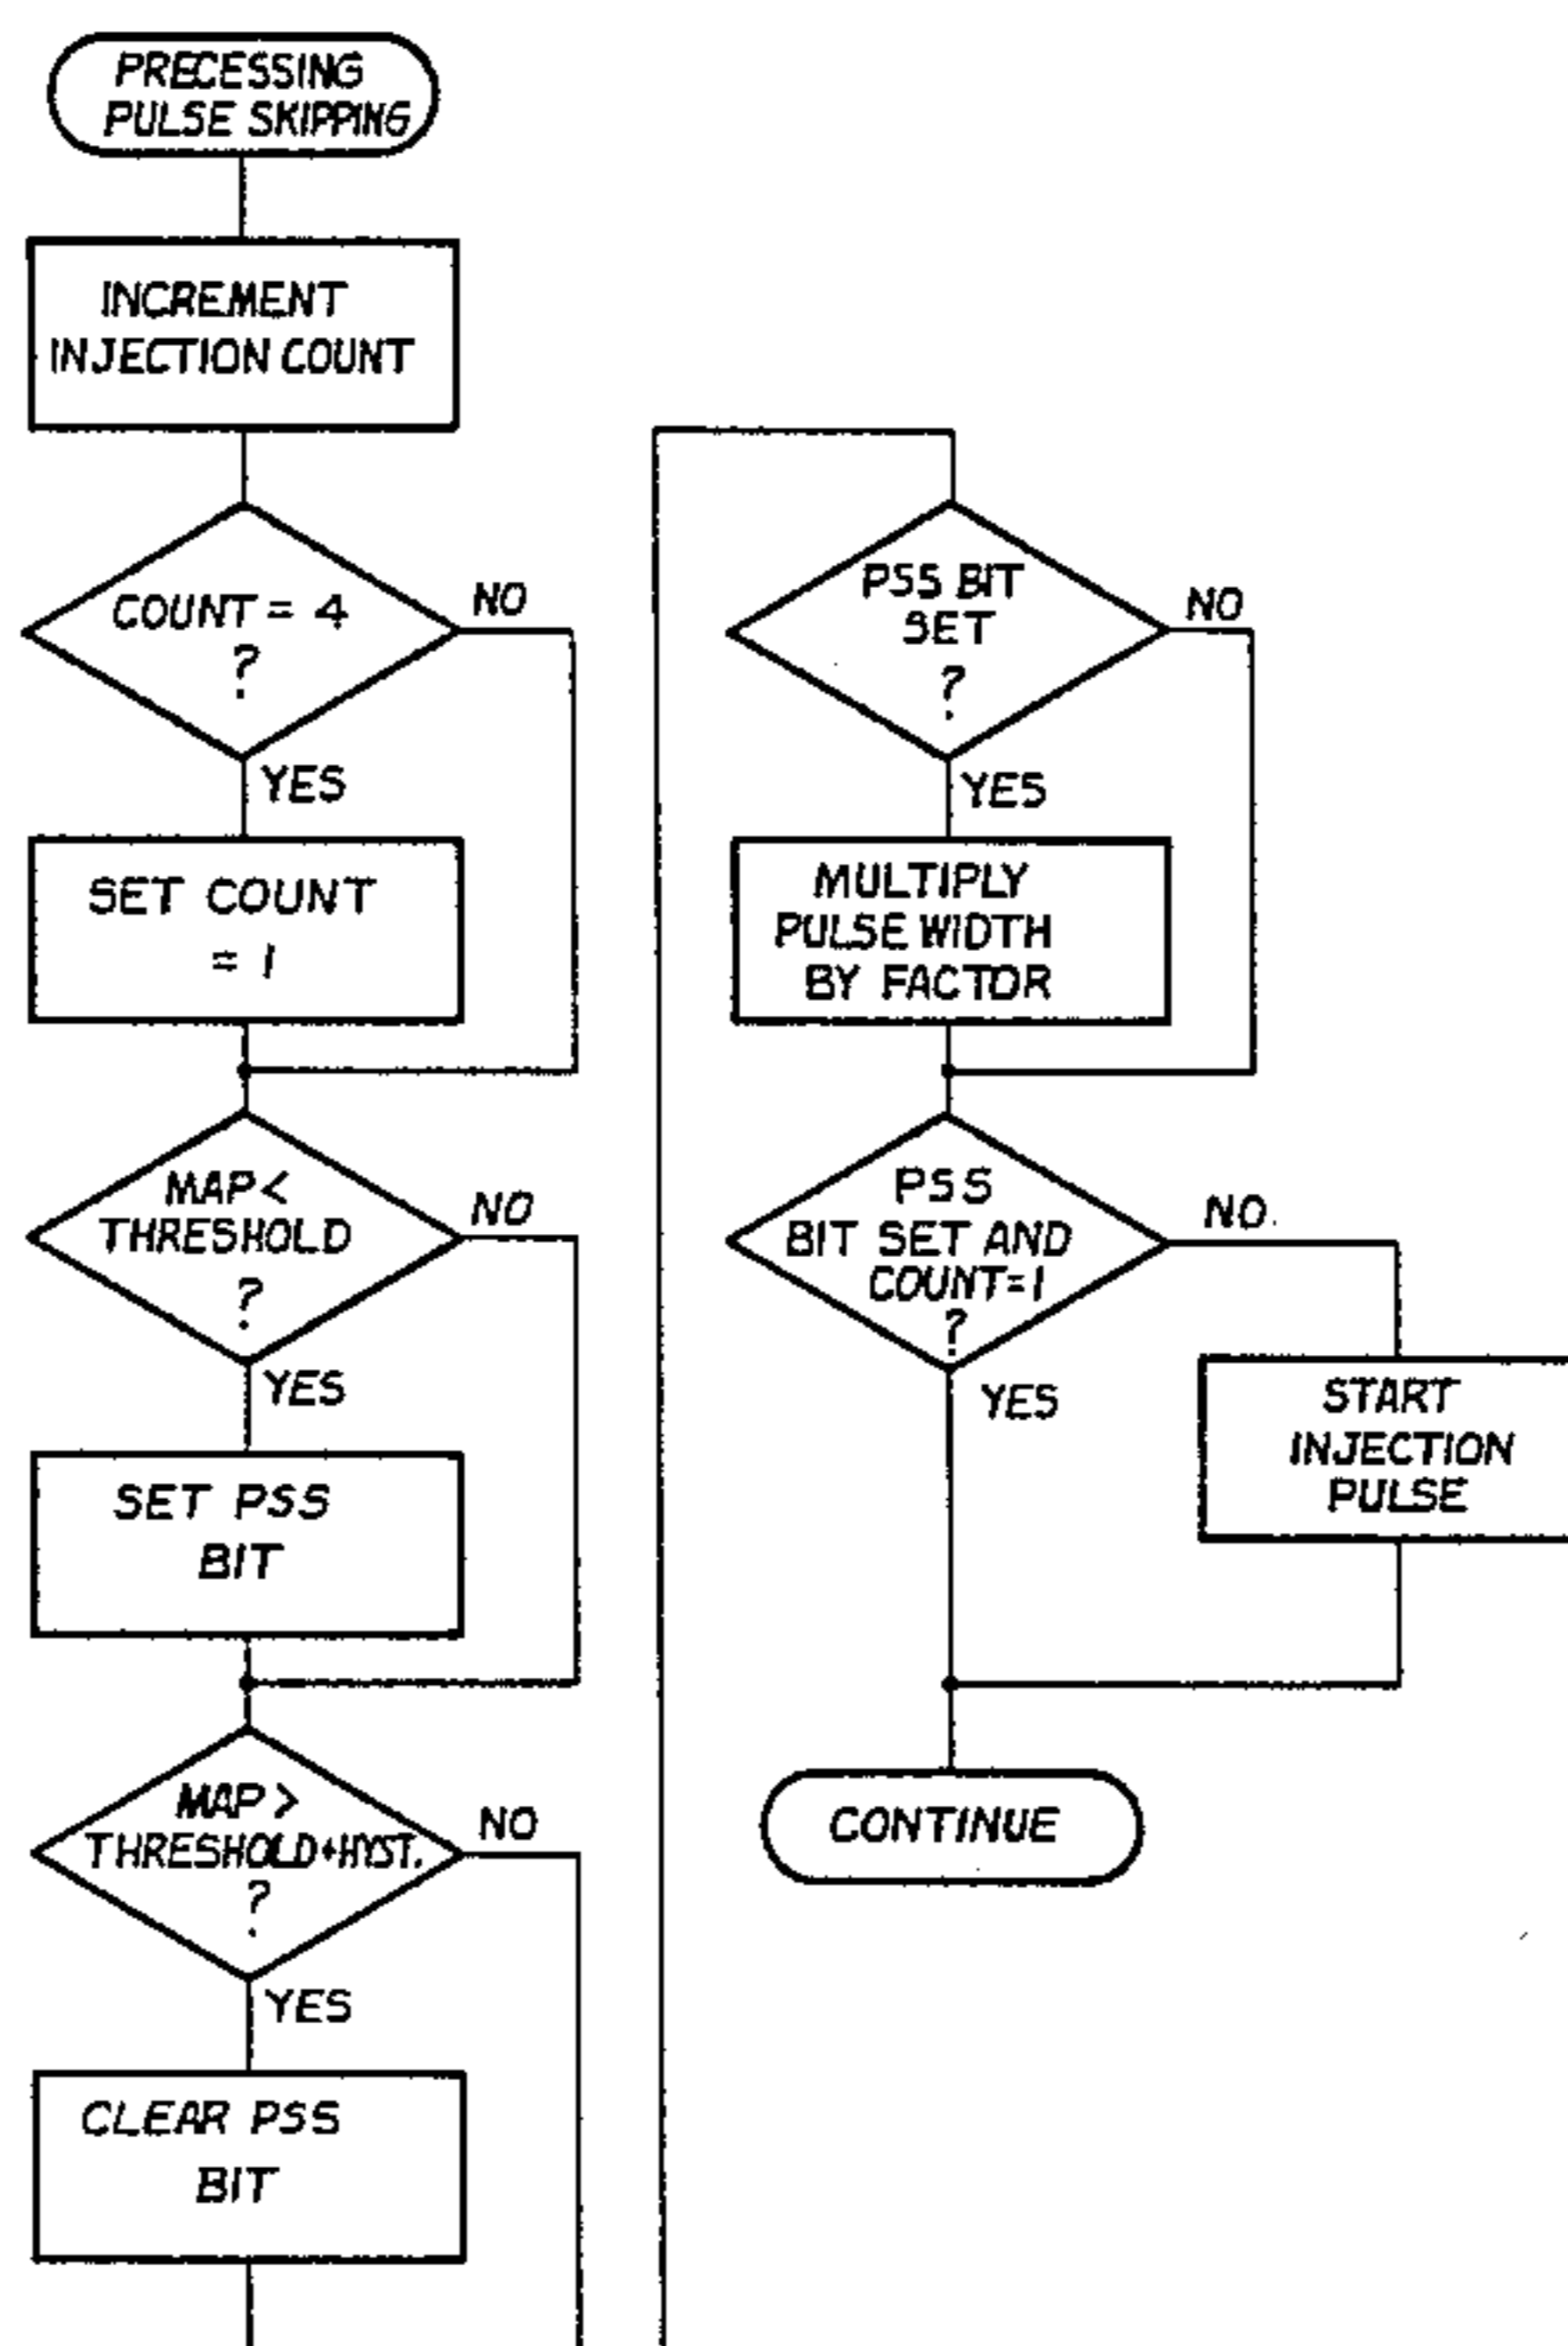 PRECESSING
PULSE SKIPPING
INCREMENT
INJECTION COUNT
COUNT = 4
?
NO
YES
SET COUNT
= 1
MAP <
THRESHOLD
?
NO
YES
SET PSS
BIT
MAP >
THRESHOLD+HYST.
?
NO
YES
CLEAR PSS
BIT
PSS BIT
SET
?
NO
YES
MULTIPLY
PULSE WIDTH
BY FACTOR
PSS
BIT SET AND
COUNT=1
?
NO.
YES
START
INJECTION
PULSE
CONTINUE